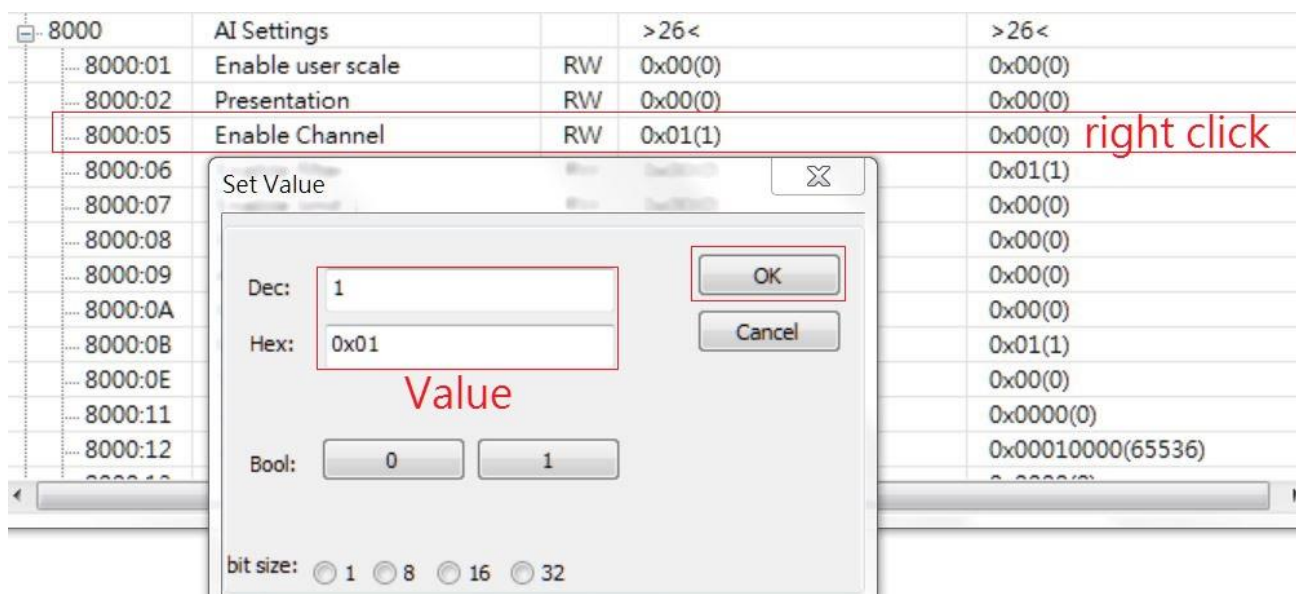 8000 AI Settings >26< >26<
8000:01 Enable user scale RW 0x00(0) 0x00(0)
8000:02 Presentation RW 0x00(0) 0x00(0)
8000:05 Enable Channel RW 0x01(1) 0x00(0) right click
8000:06 0x01(1)
Set Value
8000:07 0x00(0)
8000:08 0x00(0)
8000:09 0x00(0)
OK
Dec: 1
8000:0A 0x00(0)
Cancel
8000:0B Hex: 0x01 0x01(1)
8000:0E 0x00(0)
Value
8000:11 0x0000(0)
8000:12 0x00010000(65536)
Bool: 0 1
bit size: 1 8 16 32